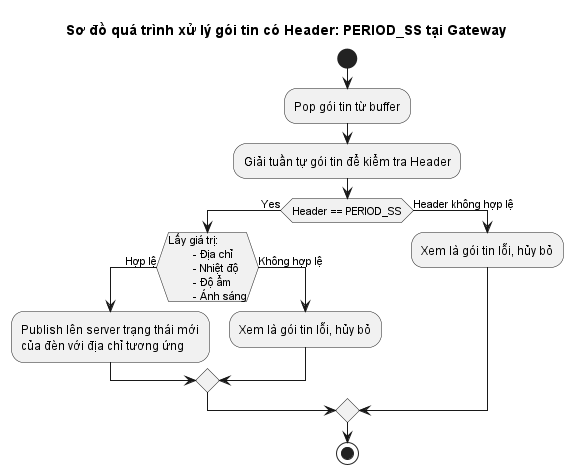 Sơ đồ quá trình xử lý gói tin có Header: PERIOD_SS tại Gateway
Pop gói tin từ buffer
Giải tuần tự gói tin để kiểm tra Header
Yes
Header == PERIOD_SS
Header không hợp lệ
Lấy giá trị:
- Địa chỉ
- Nhiệt độ
- Độ ẩm
- Ánh sáng
Hợp lệ
Không hợp lệ
Xem là gói tin lỗi, hủy bỏ
Publish lên server trạng thái mới
của đèn với địa chỉ tương ứng
Xem là gói tin lỗi, hủy bỏ